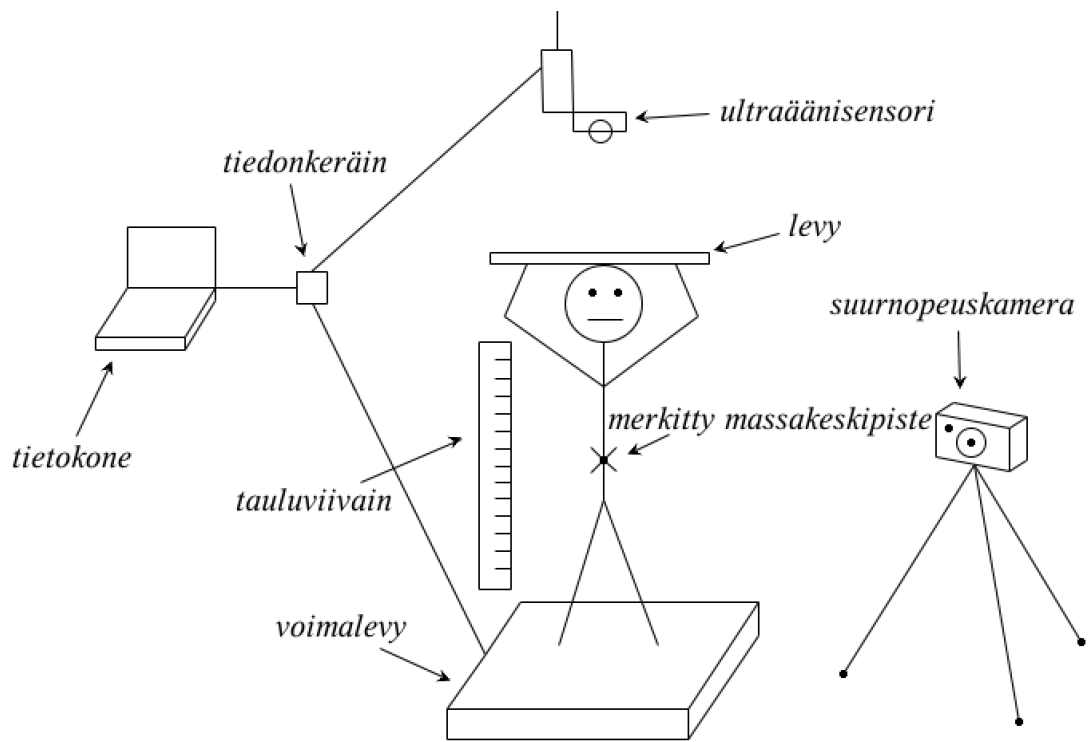 ultraäänisensori
tiedonkeräin
levy
suurnopeuskamera
merkitty massakeskipiste
tietokone
tauluviivain
voimalevy